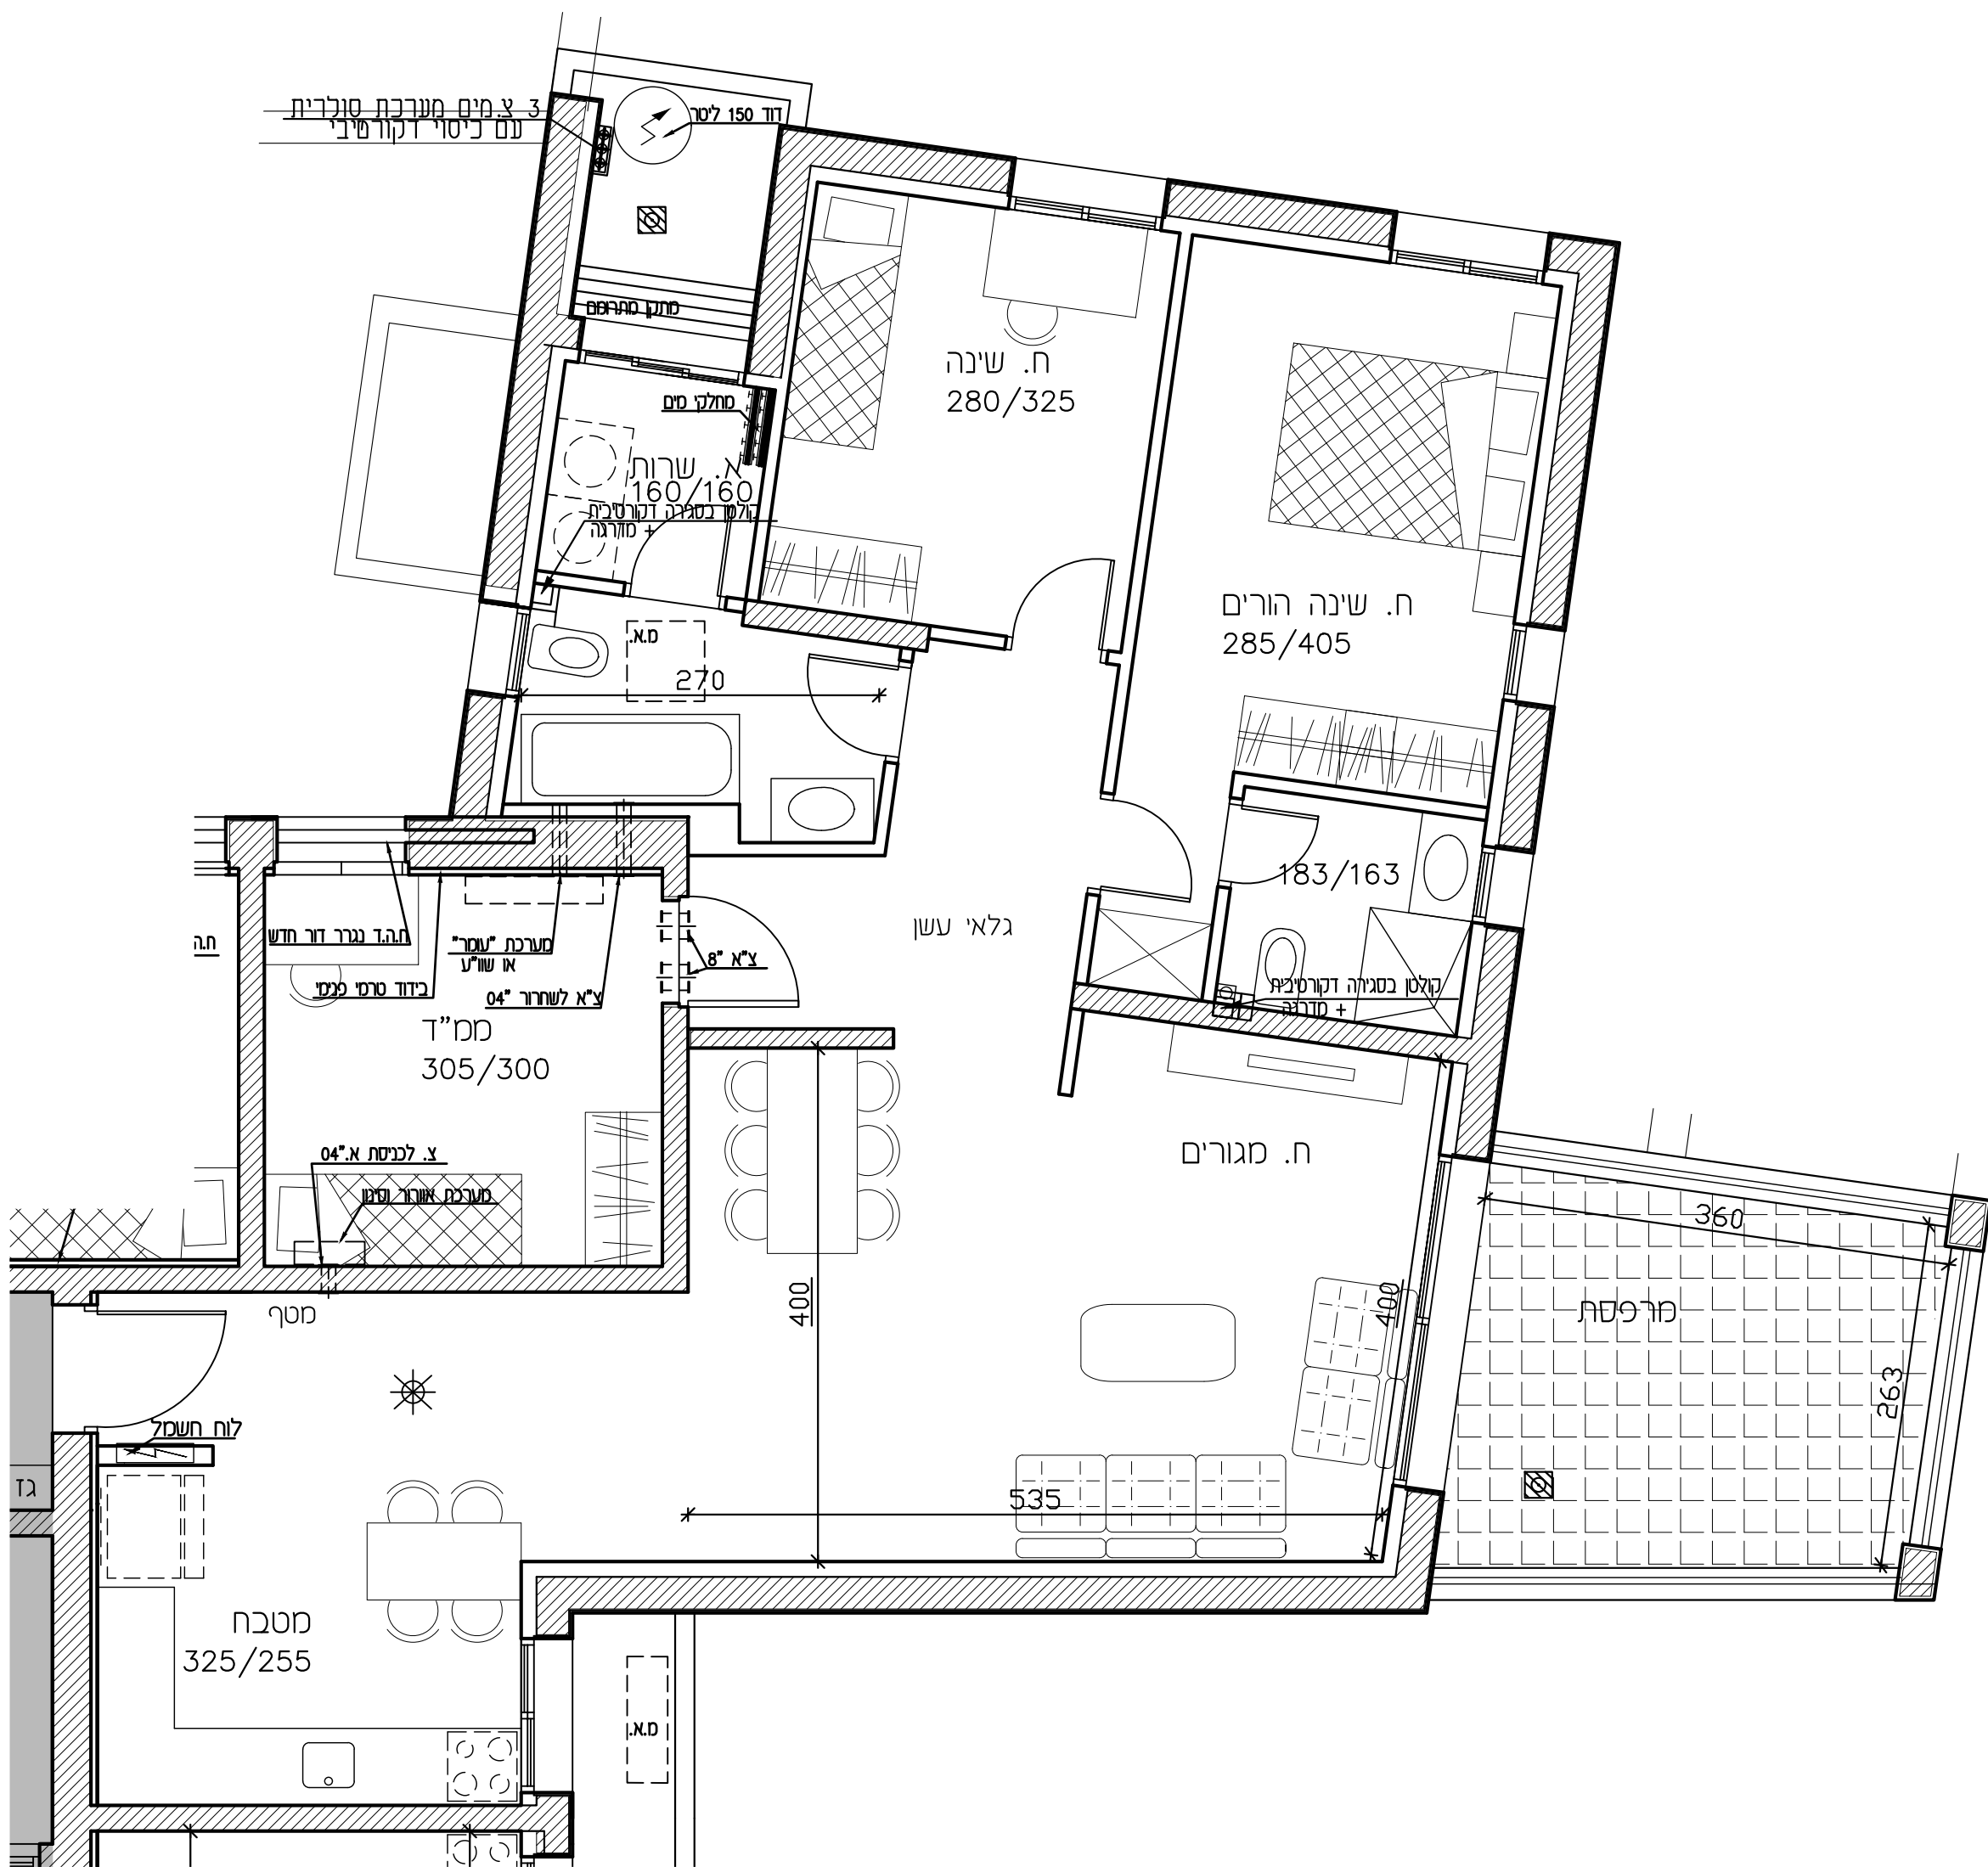 3 צ.מים מערכת סולרית
עם כיסוי דקורטיבי
דוד 150 ליטר
מתקן מתרומם
מחלקי מים
ח. שינה
280/325
א. שרות
160/160
קולטן בסגירה דקורטיבית
+ מדרגה
ח. שינה הורים
285/405
מ.א.
270
183/163
גלאי עשן
קולטן בסגירה דקורטיבית
+ מדרגה
ח.ה
ח.ה.ד נגרר דור חדש
מערכת "עומר"
או שוו"ע
צ"א 8"
בידוד טרמי פנימי
צ"א לשחרור 04"
ממ"ד
305/300
צ. לכניסת א. 04"
מערכת אוורור וסינון
ח. מגורים
360
מטף
400
400
מרפסת
263
לוח חשמל
גז
535
מטבח
325/255
מ.א.